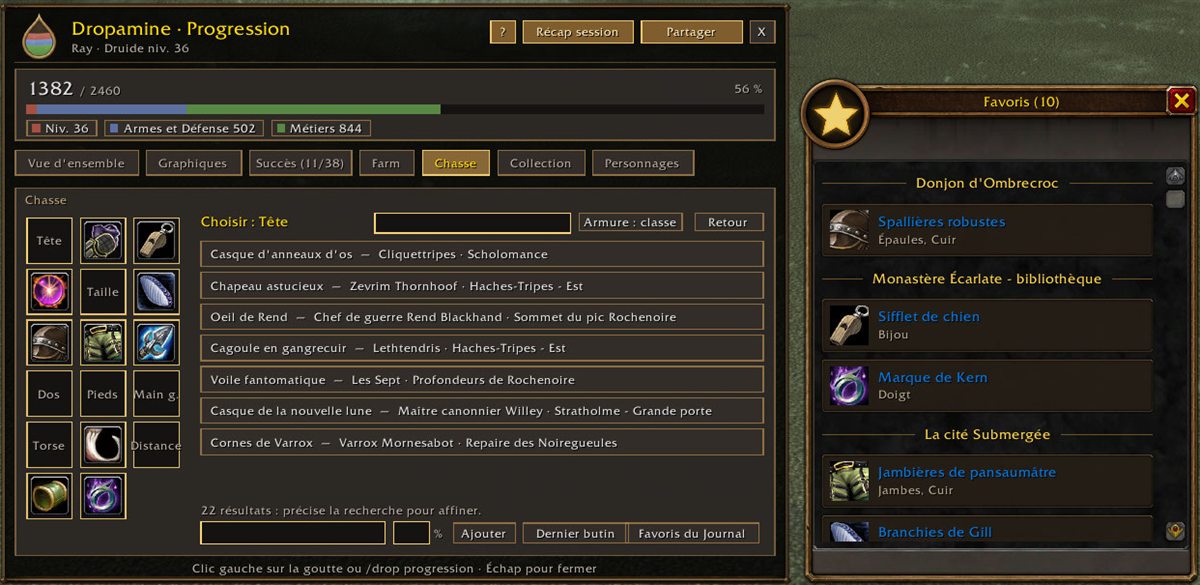 Dropamine · Progression
Ray · Druide niv. 36
?
Récap session
Partager
X
1382 / 2460
56 %
Niv. 36
Armes et Défense 502
Métiers 844
Vue d'ensemble
Graphiques
Succès (11/38)
Farm
Chasse
Collection
Personnages
Chasse
Tête
Taille
Dos
Pieds
Main g.
Torse
Distance
Choisir : Tête
Armure : classe
Retour
Casque d'anneaux d'os — Cliquettripes · Scholomance
Chapeau astucieux — Zevrim Thornhoof · Haches-Tripes - Est
Oeil de Rend — Chef de guerre Rend Blackhand · Sommet du pic Rochenoire
Cagoule en gangrecuir — Lethtendris · Haches-Tripes - Est
Voile fantomatique — Les Sept · Profondeurs de Rochenoire
Casque de la nouvelle lune — Maître canonnier Willey · Stratholme - Grande porte
Cornes de Varrox — Varrox Mornesabot · Repaire des Noiregueules
22 résultats : précise la recherche pour affiner.
%
Ajouter
Dernier butin
Favoris du Journal
Clic gauche sur la goutte ou /drop progression · Échap pour fermer
Favoris (10)
Donjon d'Ombrecroc
Spallières robustes
Épaules, Cuir
Monastère Écarlate - bibliothèque
Sifflet de chien
Bijou
Marque de Kern
Doigt
La cité Submergée
Jambières de pansaumâtre
Jambes, Cuir
Branchies de Gill